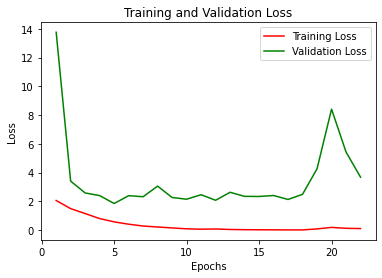 Training and Validation Loss
Training Loss
Validation Loss
14
12
10
8
6
4
2
0
Loss
0 5 10 15 20
Epochs